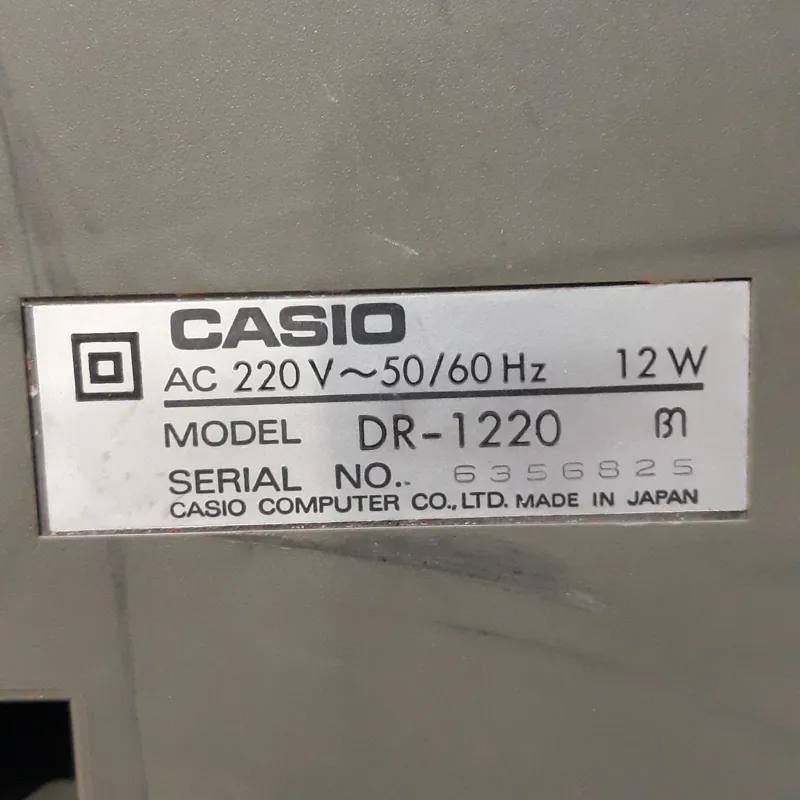 CASIO
AC 220V~50/60Hz 12W
MODEL DR-1220
SERIAL NO. 6356825
CASIO COMPUTER CO.,LTD. MADE IN JAPAN